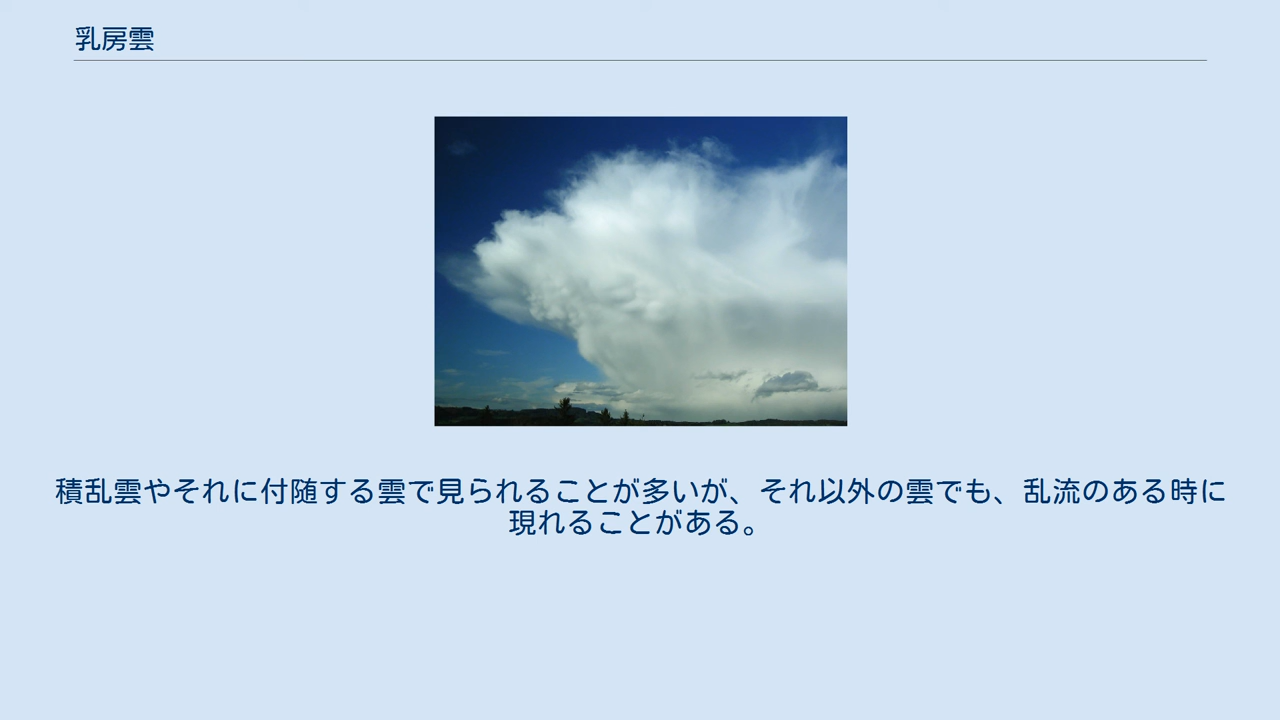 乳房雲
積乱雲やそれに付随する雲で見られることが多いが、それ以外の雲でも、乱流のある時に
現れることがある。